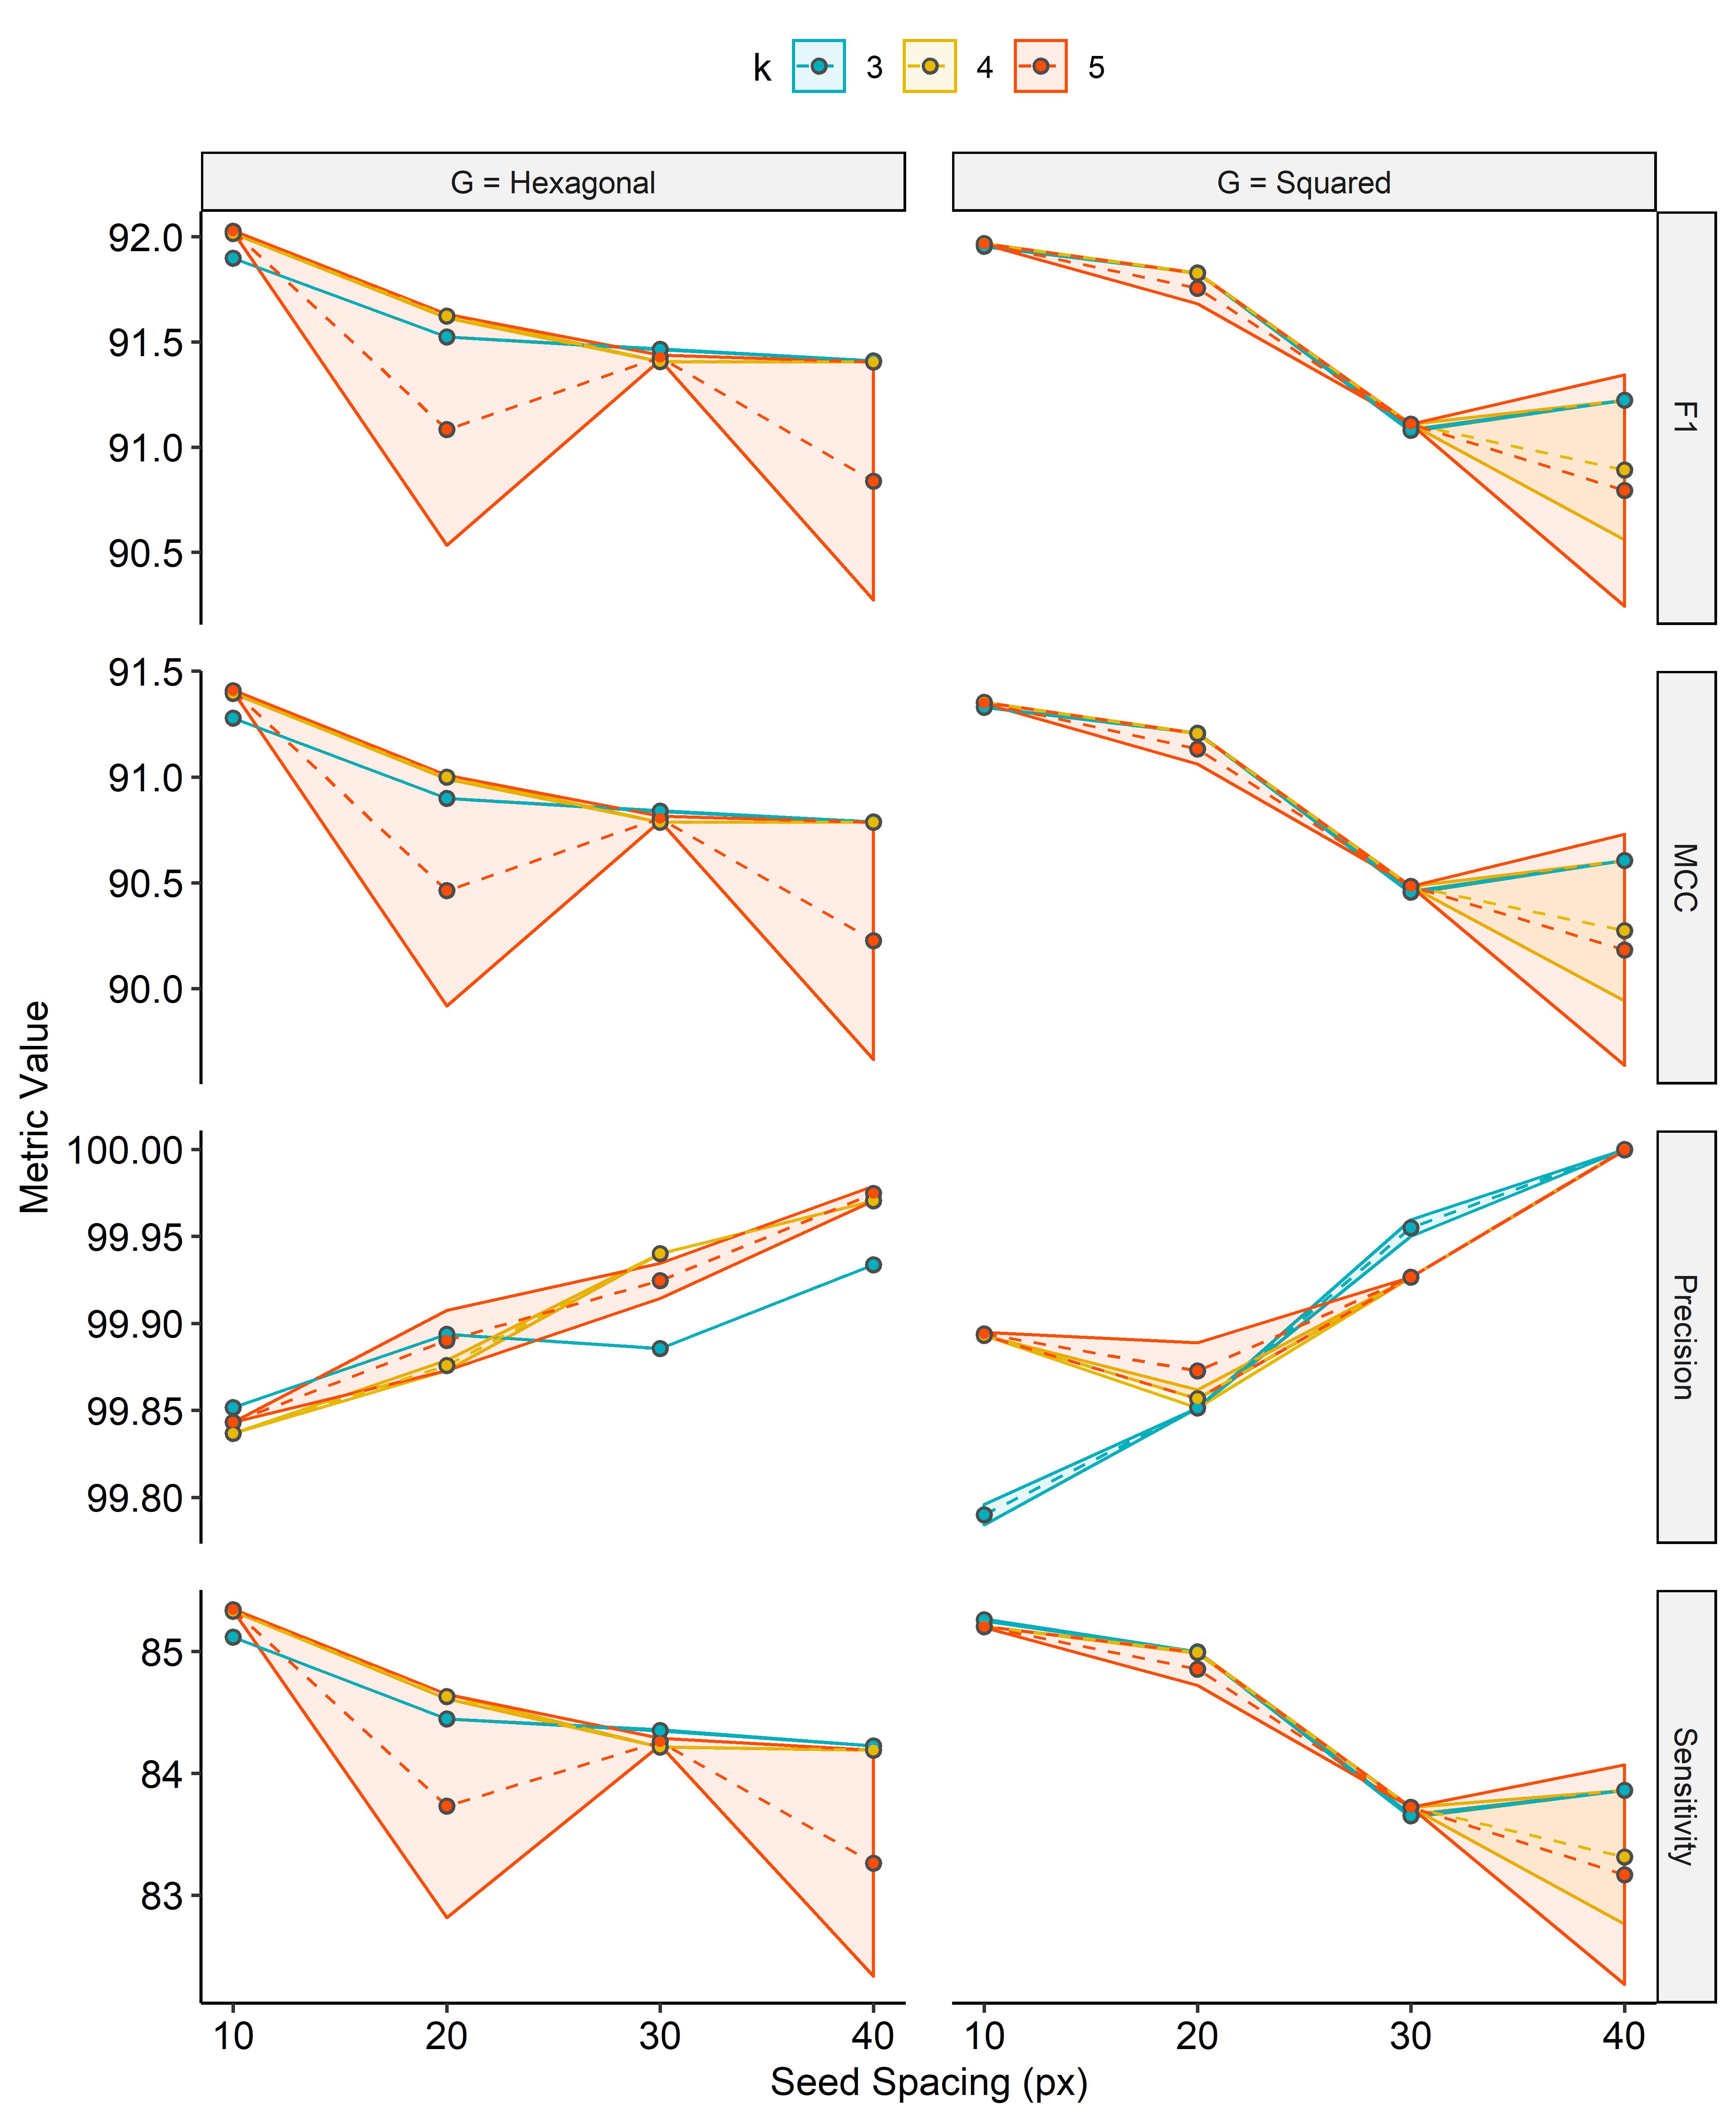 k 3 4 5
G = Hexagonal G = Squared
92.0
91.5
91.0
90.5
F1
91.5
91.0
90.5
90.0
MCC
Metric Value
100.00
99.95
99.90
99.85
99.80
Precision
85
84
83
Sensitivity
10 20 30 40 10 20 30 40
Seed Spacing (px)